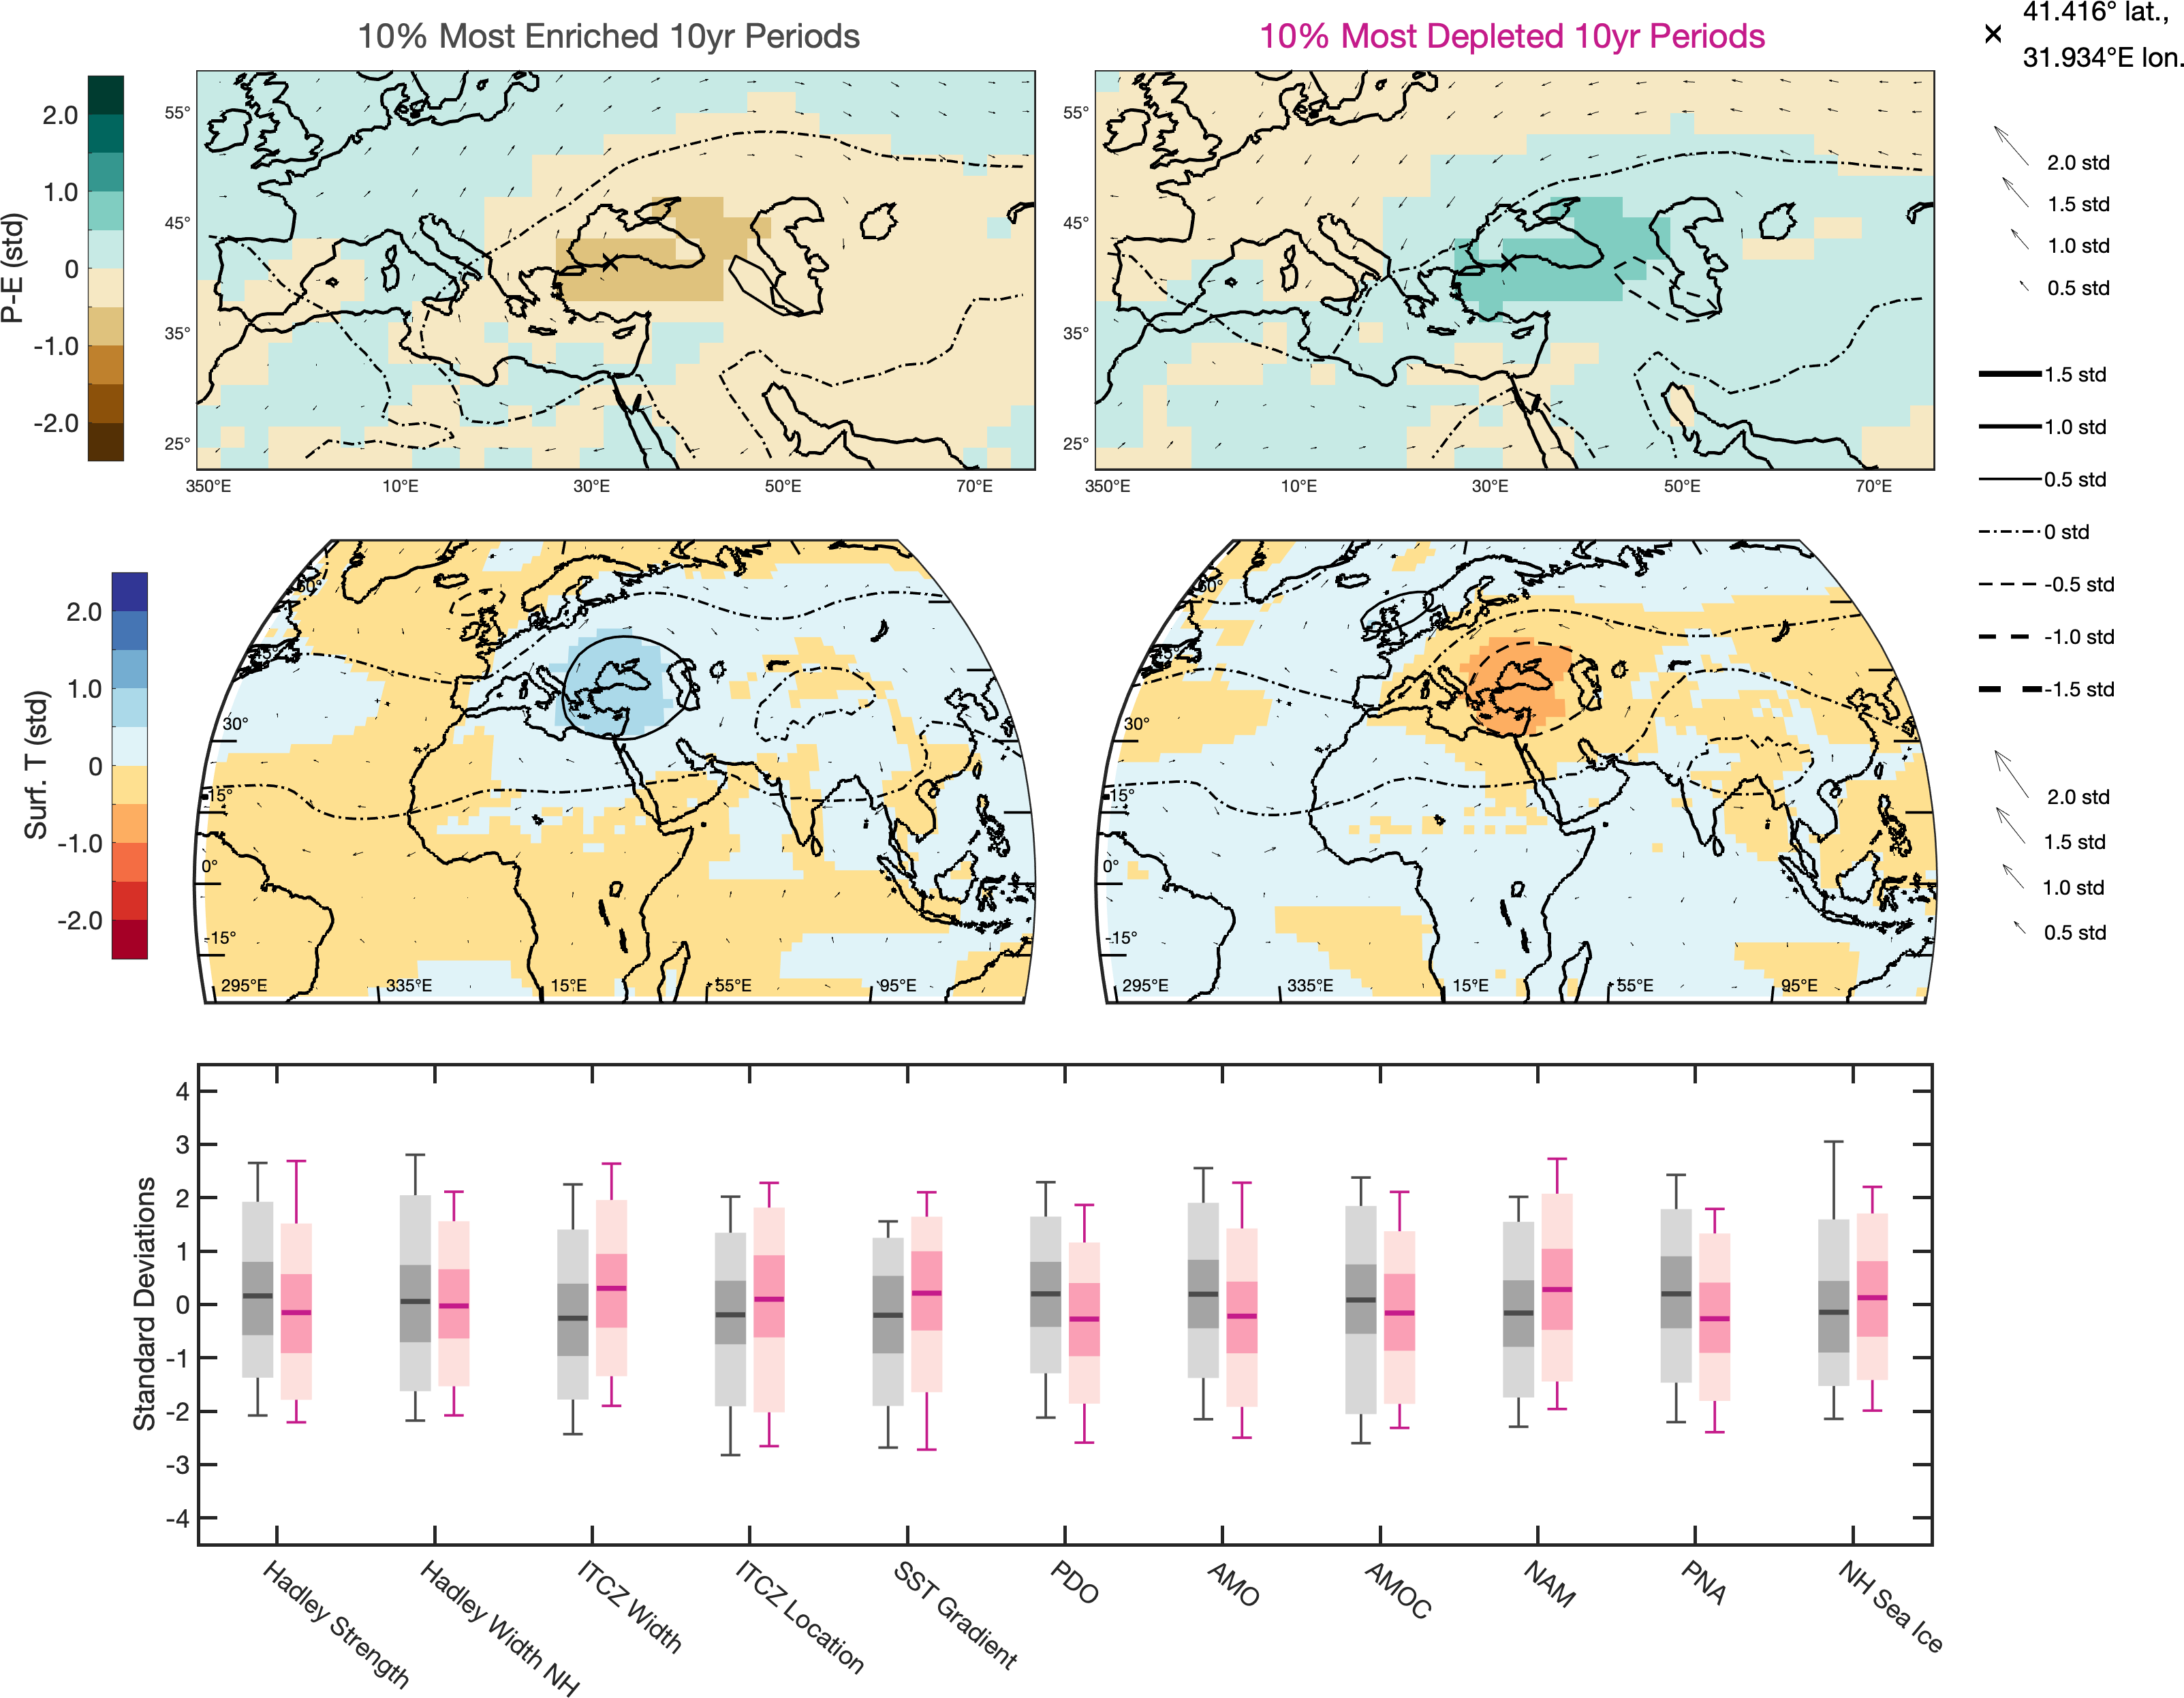 10% Most Enriched 10yr Periods
10% Most Depleted 10yr Periods
41.416° lat.,
31.934°E lon.
P-E (std)
2.0
1.0
0
-1.0
-2.0
55°
45°
35°
25°
350°E 10°E 30°E 50°E 70°E
55°
45°
35°
25°
350°E 10°E 30°E 50°E 70°E
2.0 std
1.5 std
1.0 std
0.5 std
1.5 std
1.0 std
0.5 std
0 std
-0.5 std
-1.0 std
-1.5 std
Surf. T (std)
2.0
1.0
0
-1.0
-2.0
60°
45°
30°
15°
0°
-15°
295°E 335°E 15°E 55°E 95°E
60°
45°
30°
15°
0°
-15°
295°E 335°E 15°E 55°E 95°E
2.0 std
1.5 std
1.0 std
0.5 std
Standard Deviations
4
3
2
1
0
-1
-2
-3
-4
Hadley Strength
Hadley Width NH
ITCZ Width
ITCZ Location
SST Gradient
PDO
AMO
AMOC
NAM
PNA
NH Sea Ice